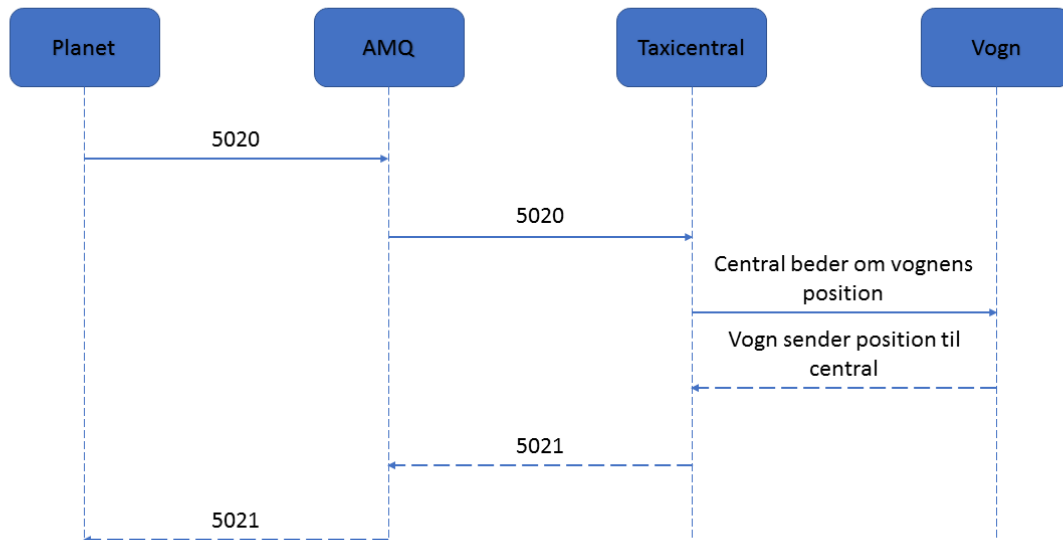 Planet
AMQ
Taxicentral
Vogn
5020
5020
Central beder om vognens
position
Vogn sender position til
central
5021
5021